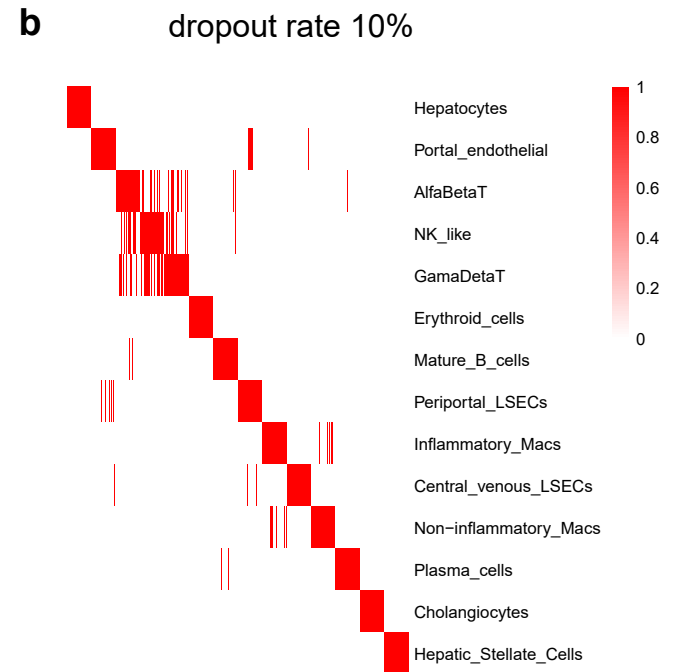 b
dropout rate 10%
Hepatocytes
Portal_endothelial
AlfaBetaT
NK_like
GamaDetaT
Erythroid_cells
Mature_B_cells
Periportal_LSECs
Inflammatory_Macs
Central_venous_LSECs
Non−inflammatory_Macs
Plasma_cells
Cholangiocytes
Hepatic_Stellate_Cells
1
0.8
0.6
0.4
0.2
0